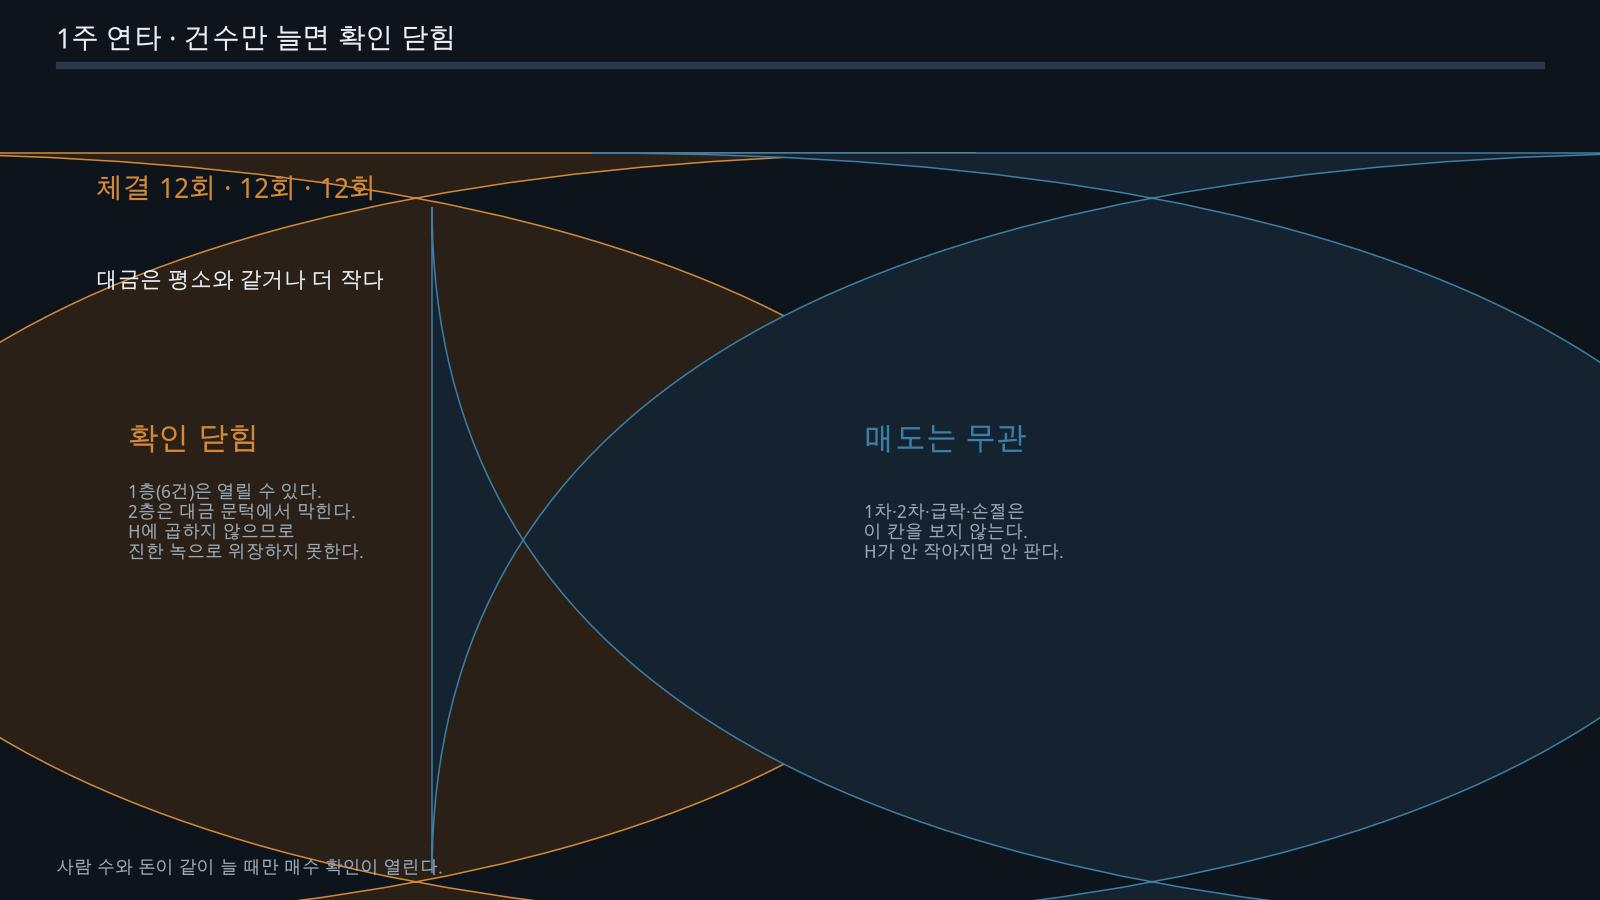 1주 연타 · 건수만 늘면 확인 닫힘
체결 12회 · 12회 · 12회
대금은 평소와 같거나 더 작다
확인 닫힘
1층(6건)은 열릴 수 있다.
2층은 대금 문턱에서 막힌다.
H에 곱하지 않으므로
진한 녹으로 위장하지 못한다.
매도는 무관
1차·2차·급락·손절은
이 칸을 보지 않는다.
H가 안 작아지면 안 판다.
사람 수와 돈이 같이 늘 때만 매수 확인이 열린다.